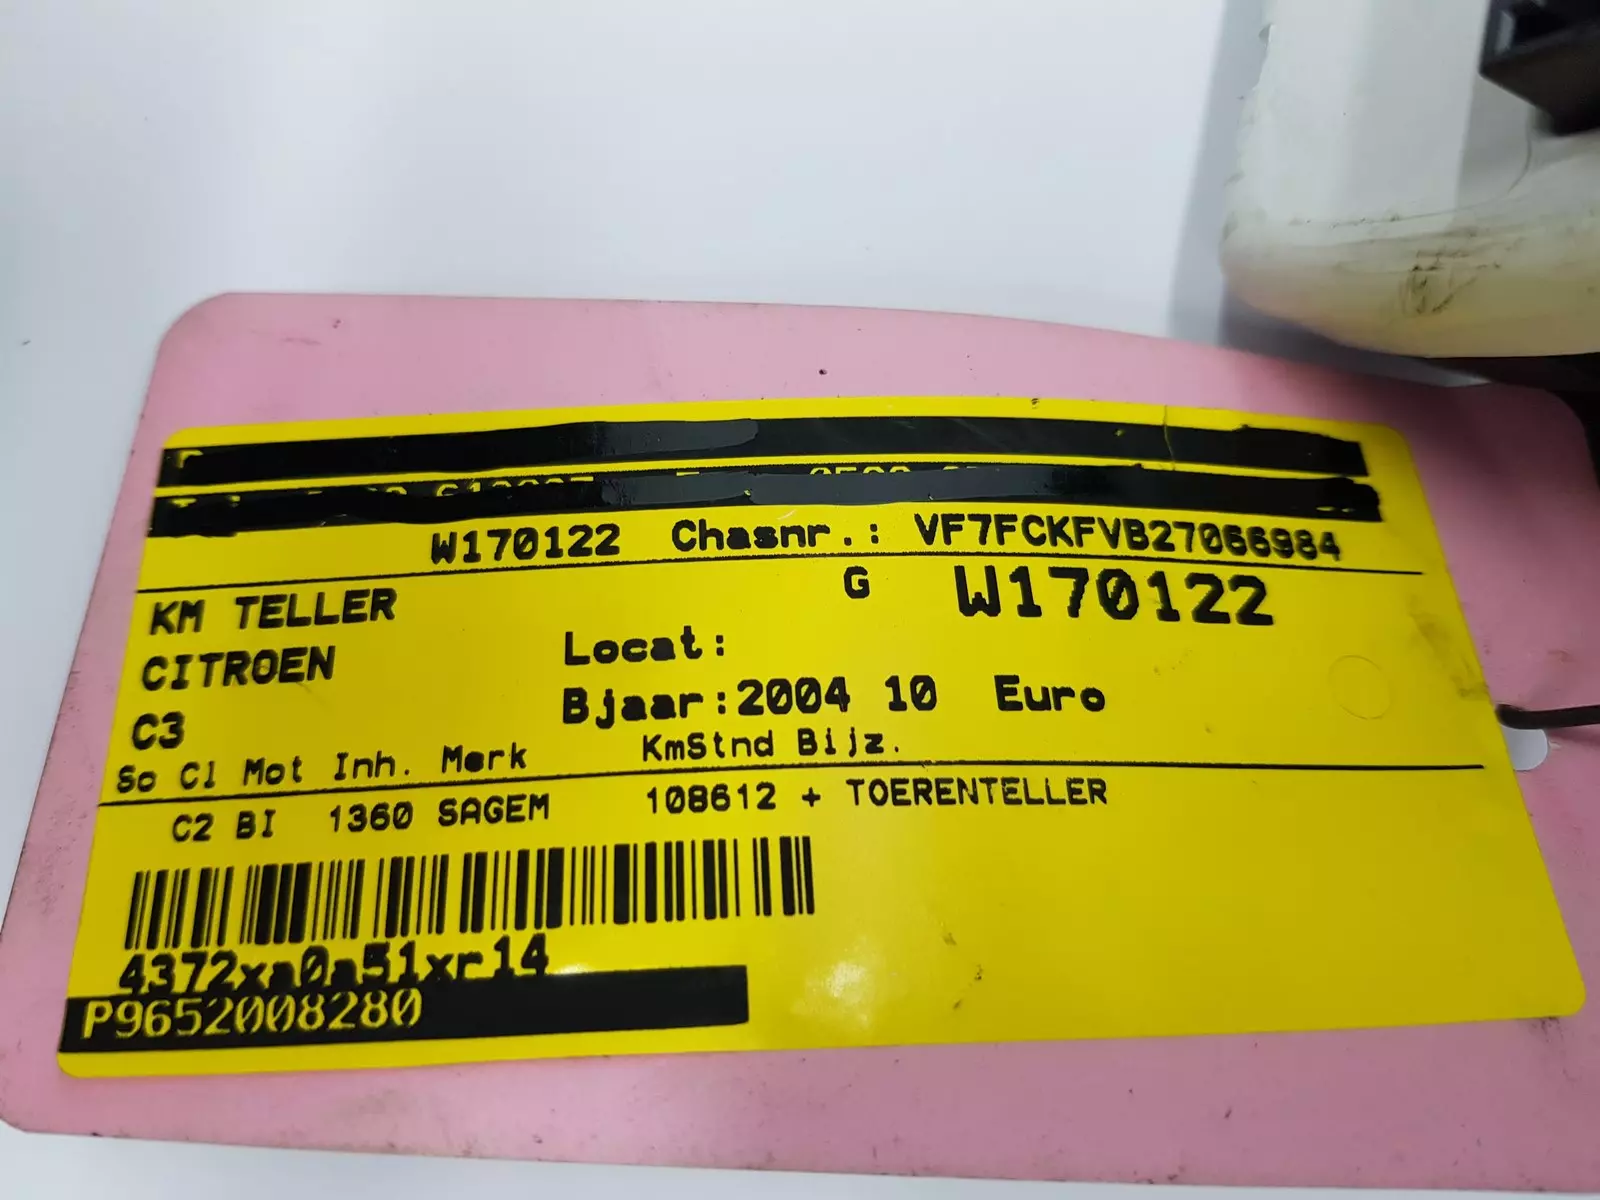 W170122 Chasnr.: VF7FCKFVB27066984
KM TELLER G W170122
CITROEN Locat:
C3 Bjaar:2004 10 Euro
So Cl Mot Inh. Merk KmStnd Bijz.
C2 BI 1360 SAGEM 108612 + TOERENTELLER
4372xa0a51xr14
P9652008280